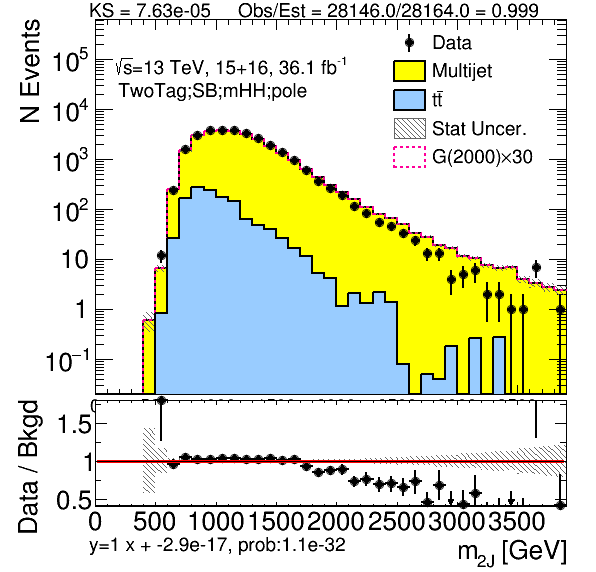 KS = 7.63e-05 Obs/Est = 28146.0/28164.0 = 0.999
N Events
10⁵
10⁴
10³
10²
10
1
10⁻¹
√s=13 TeV, 15+16, 36.1 fb⁻¹
TwoTag;SB;mHH;pole
Data
Multijet
tt̄
Stat Uncer.
G(2000)×30
Data / Bkgd
1.5
1
0.5
0 500 1000 1500 2000 2500 3000 3500
y=1 x + -2.9e-17, prob:1.1e-32
m₂J [GeV]